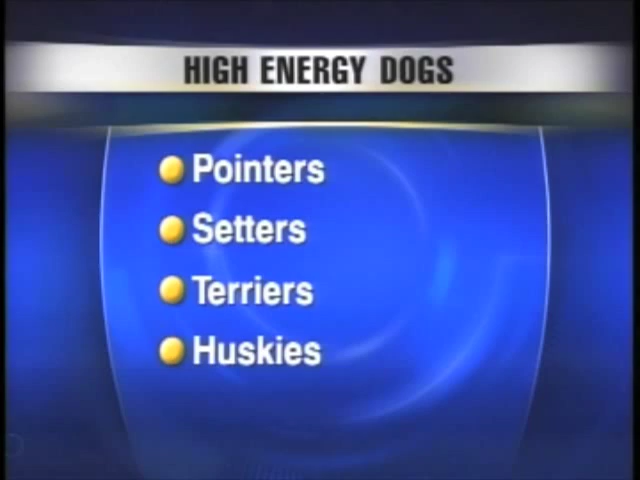 HIGH ENERGY DOGS
Pointers
Setters
Terriers
Huskies